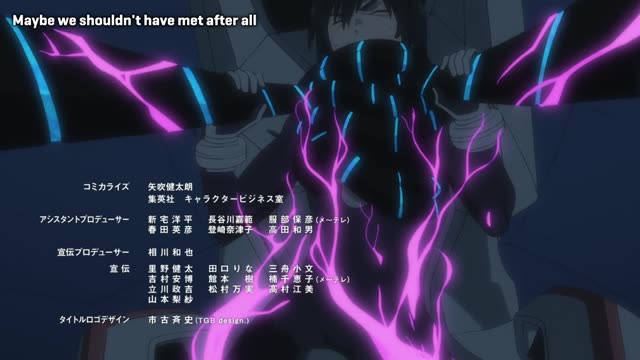 Maybe we shouldn't have met after all
コミカライズ 矢吹健太朗
集英社 キャラクタービジネス室
アシスタントプロデューサー 新宅洋平 長谷川嘉範 服部保彦(メ〜テレ)
春田英彦 登崎奈津子 高田和男
宣伝プロデューサー 相川和也
宣伝 里野健太 田口りな 三舟小文
吉村安博 館本樹 楠千恵子(メ〜テレ)
立川政吉 松村万実 髙村江美
山本梨紗
タイトルロゴデザイン 市古斉史(TGB design.)